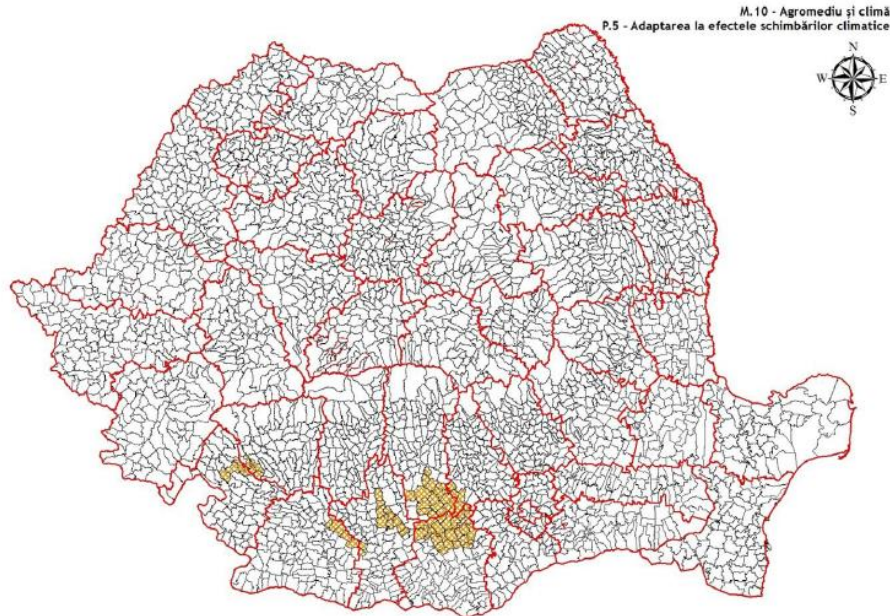 M.10 - Agromediu și climă
P.5 - Adaptarea la efectele schimbărilor climatice
N
W
E
S